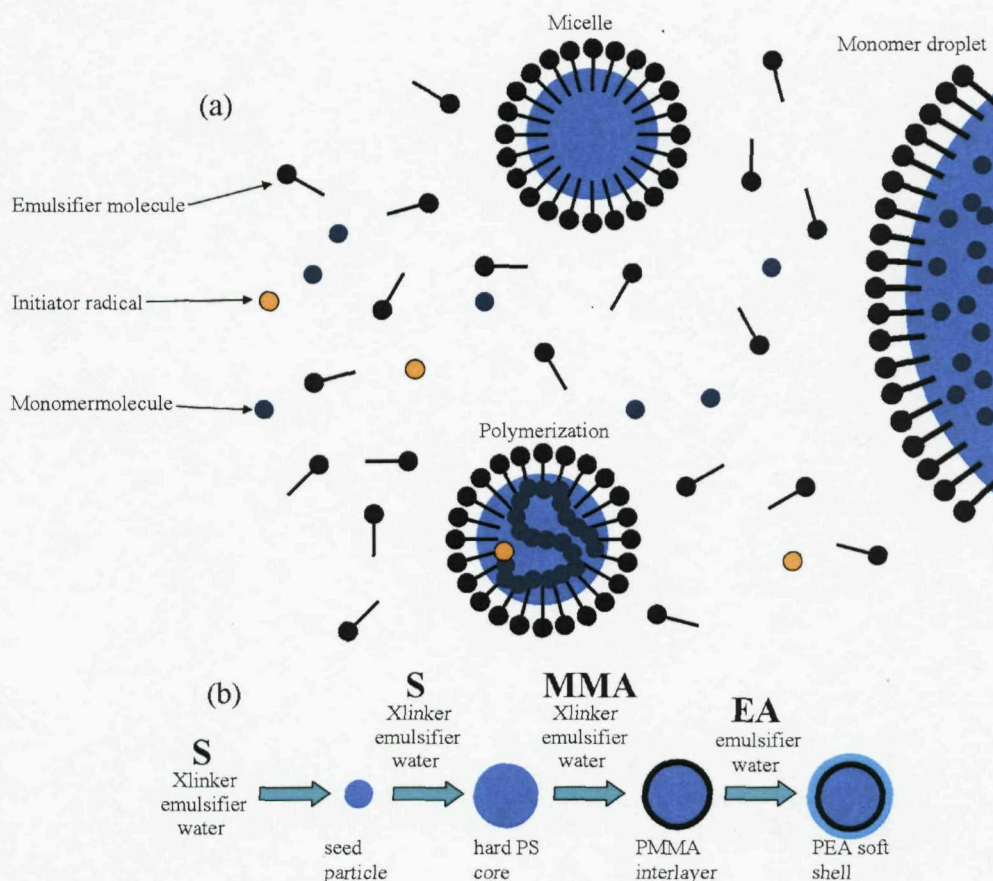 Micelle
Monomer droplet
(a)
Emulsifier molecule
Initiator radical
Monomermolecule
Polymerization
(b)
S
Xlinker
emulsifier
water
S
Xlinker
emulsifier
water
MMA
Xlinker
emulsifier
water
EA
emulsifier
water
seed
particle
hard PS
core
PMMA
interlayer
PEA soft
shell